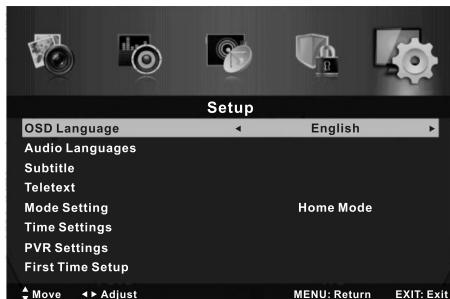 Setup
OSD Language ◄ English ►
Audio Languages
Subtitle
Teletext
Mode Setting Home Mode
Time Settings
PVR Settings
First Time Setup
Move ◄► Adjust MENU: Return EXIT: Exit